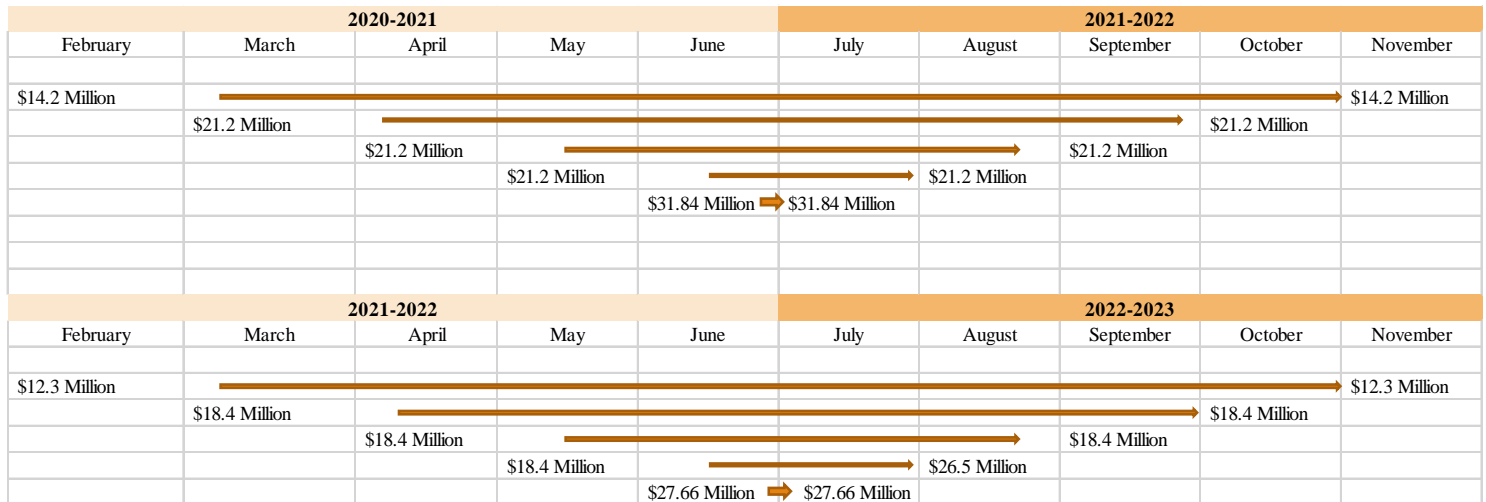 2020-2021 2021-2022
February March April May June July August September October November
$14.2 Million $14.2 Million
$21.2 Million $21.2 Million
$21.2 Million $21.2 Million
$21.2 Million $21.2 Million
$31.84 Million $31.84 Million
2021-2022 2022-2023
February March April May June July August September October November
$12.3 Million $12.3 Million
$18.4 Million $18.4 Million
$18.4 Million $18.4 Million
$18.4 Million $26.5 Million
$27.66 Million $27.66 Million